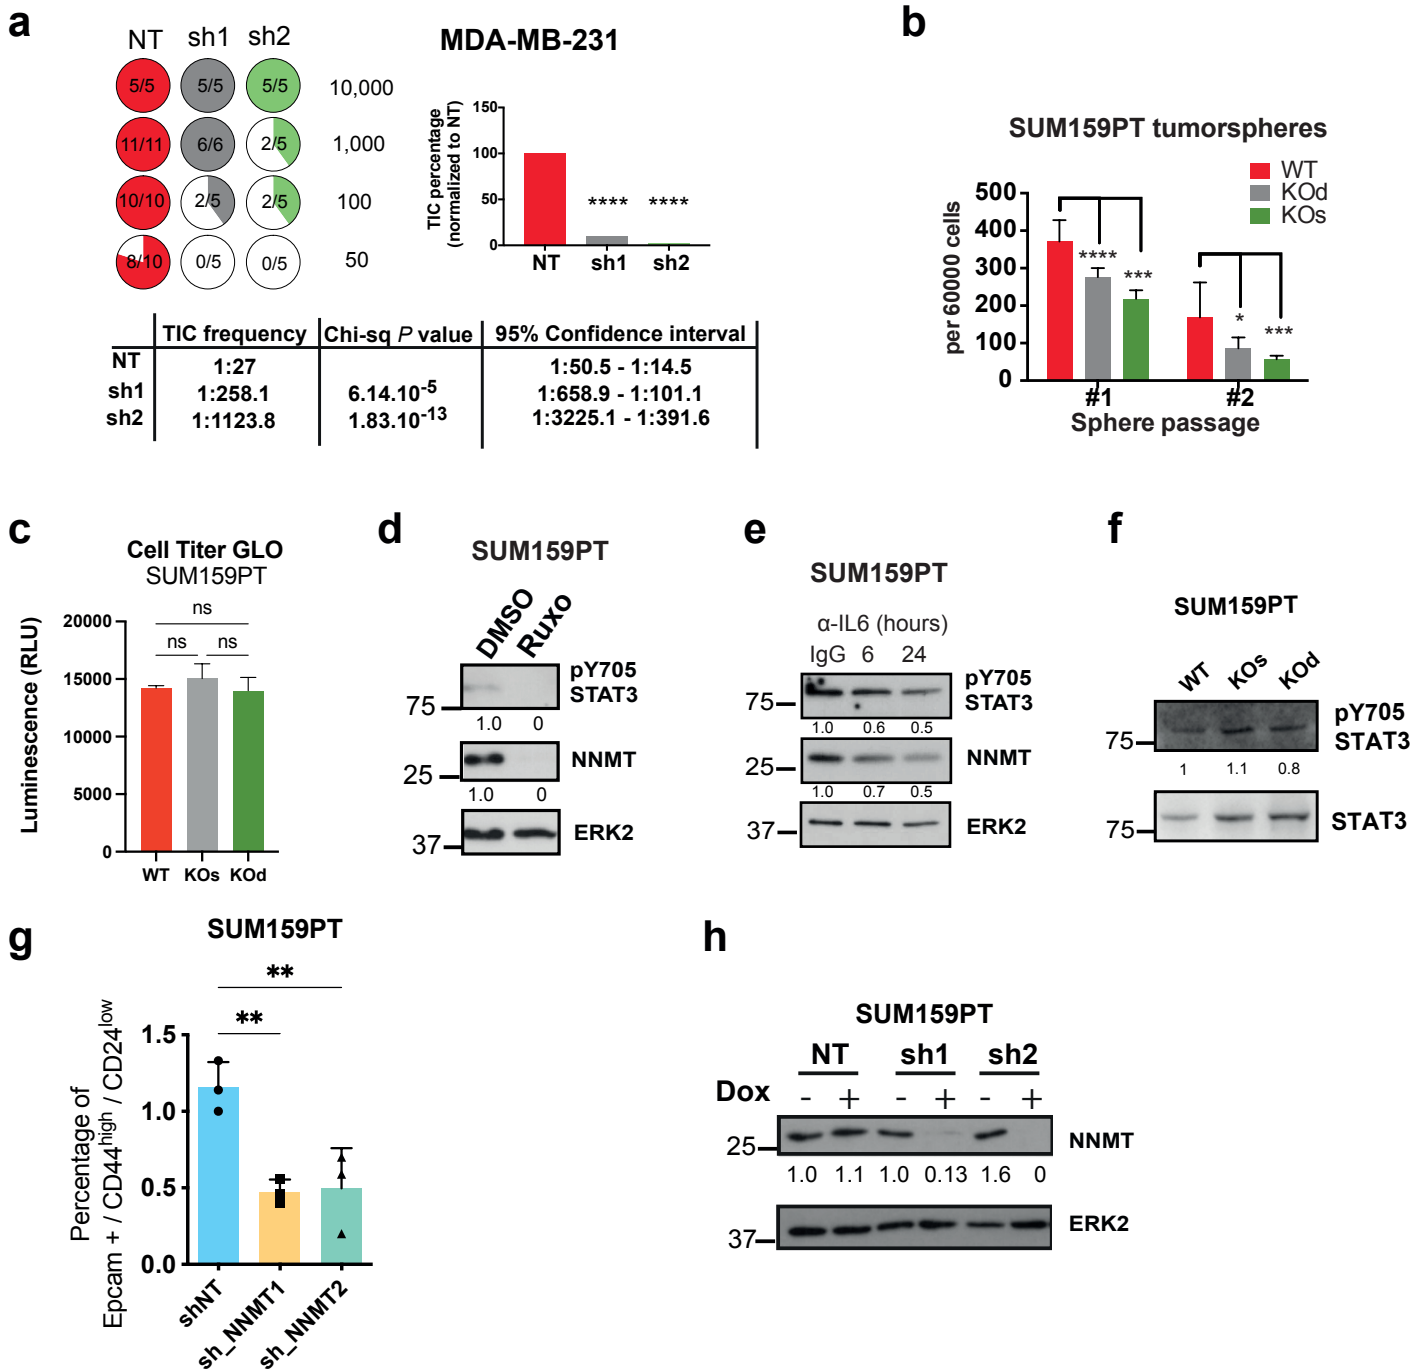 a
NT sh1 sh2
5/5 5/5 5/5 10,000
11/11 6/6 2/5 1,000
10/10 2/5 2/5 100
8/10 0/5 0/5 50
MDA-MB-231
TIC percentage
(normalized to NT)
150
100
50
0
**** ****
NT sh1 sh2
TIC frequency Chi-sq P value 95% Confidence interval
NT 1:27 1:50.5 - 1:14.5
sh1 1:258.1 6.14.10-5 1:658.9 - 1:101.1
sh2 1:1123.8 1.83.10-13 1:3225.1 - 1:391.6
b
SUM159PT tumorspheres
WT
KOd
KOs
per 60000 cells
500
400
300
200
100
0
**** ***
* ***
#1 #2
Sphere passage
c
Cell Titer GLO
SUM159PT
Luminescence (RLU)
20000
15000
10000
5000
0
ns
ns ns
WT KOs KOd
d
SUM159PT
DMSO Ruxo
75
pY705
STAT3
1.0 0
25
NNMT
1.0 0
37
ERK2
e
SUM159PT
α-IL6 (hours)
IgG 6 24
75
pY705
STAT3
1.0 0.6 0.5
25
NNMT
1.0 0.7 0.5
37
ERK2
f
SUM159PT
WT KOs KOd
75
pY705
STAT3
1 1.1 0.8
75
STAT3
g
SUM159PT
Percentage of
Epcam + / CD44high / CD24low
1.5
1.0
0.5
0.0
**
**
shNT sh_NNMT1 sh_NNMT2
h
SUM159PT
NT sh1 sh2
Dox - + - + - +
25 NNMT
1.0 1.1 1.0 0.13 1.6 0
37 ERK2